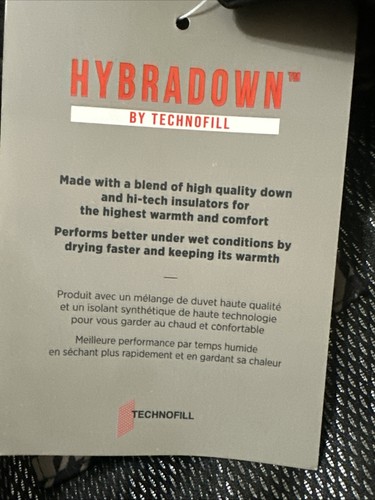 HYBRADOWN™
BY TECHNOFILL
Made with a blend of high quality down
and hi-tech insulators for
the highest warmth and comfort
Performs better under wet conditions by
drying faster and keeping its warmth
Produit avec un mélange de duvet haute qualité
et un isolant synthétique de haute technologie
pour vous garder au chaud et confortable
Meilleure performance par temps humide
en séchant plus rapidement et en gardant sa chaleur
TECHNOFILL